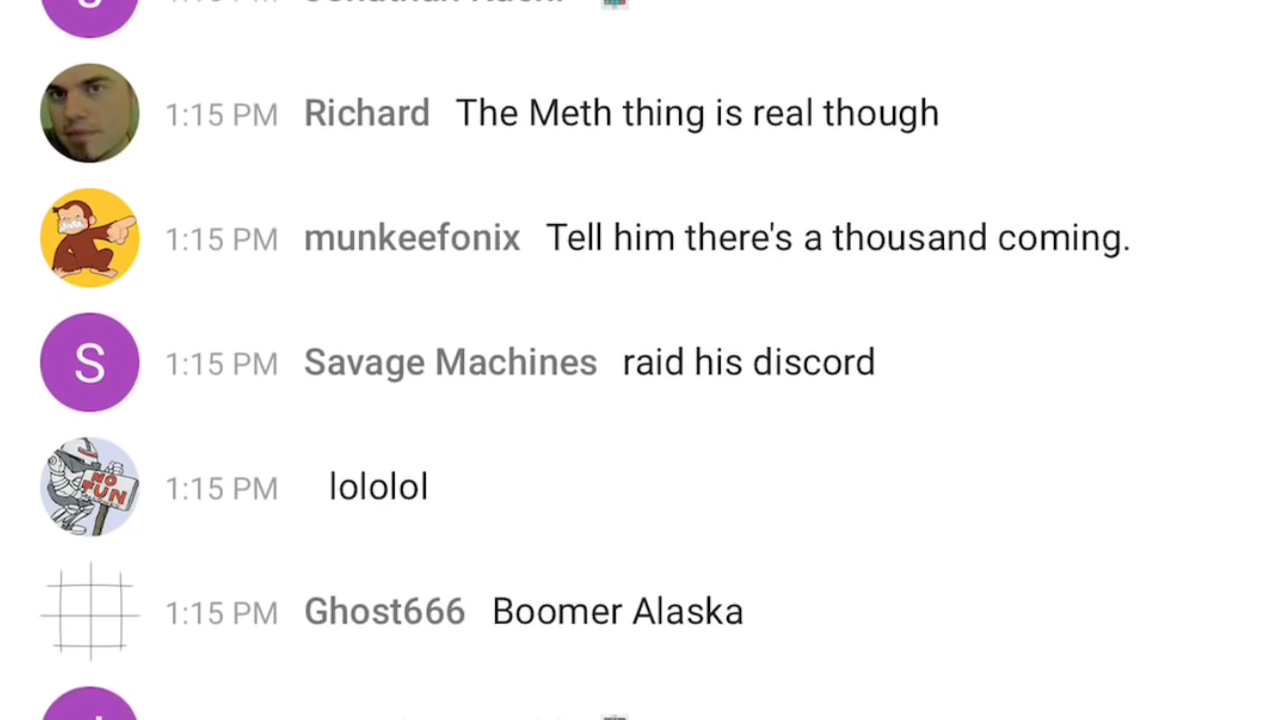 1:15 PM Richard The Meth thing is real though
1:15 PM munkeefonix Tell him there's a thousand coming.
S 1:15 PM Savage Machines raid his discord
NO FUN
1:15 PM lololol
1:15 PM Ghost666 Boomer Alaska